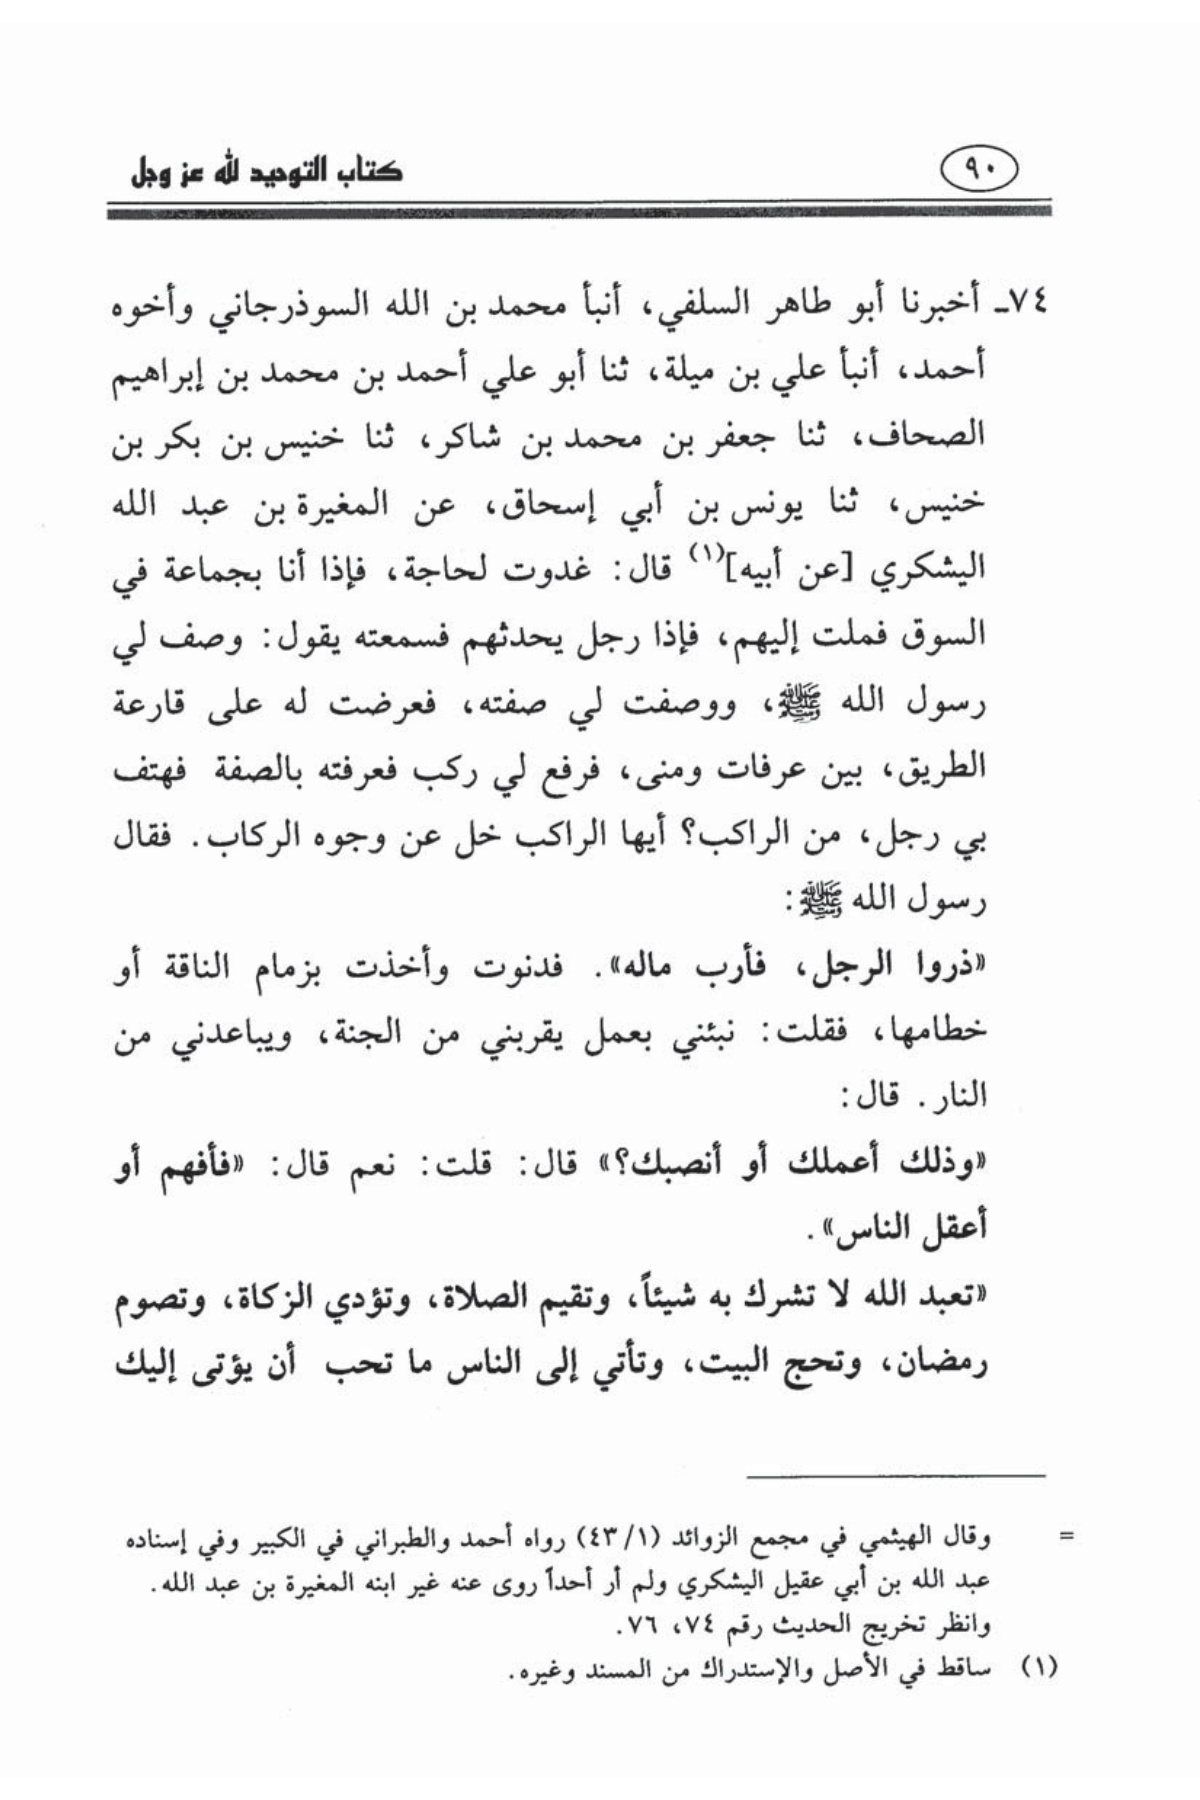 ٩٠
كتاب التوحيد لله عز وجل
٧٤ـ أخبرنا أبو طاهر السلفي، أنبأ محمد بن الله السوذرجاني وأخوه
أحمد، أنبأ علي بن ميلة، ثنا أبو علي أحمد بن محمد بن إبراهيم
الصحاف، ثنا جعفر بن محمد بن شاكر، ثنا خنيس بن بكر بن
خنيس، ثنا يونس بن أبي إسحاق، عن المغيرة بن عبد الله
اليشكري [عن أبيه](١) قال: غدوت لحاجة، فإذا أنا بجماعة في
السوق فملت إليهم، فإذا رجل يحدثهم فسمعته يقول: وصف لي
رسول الله ﷺ، ووصفت لي صفته، فعرضت له على قارعة
الطريق، بين عرفات ومنى، فرفع لي ركب فعرفته بالصفة فهتف
بي رجل، من الراكب؟ أيها الراكب خل عن وجوه الركاب. فقال
رسول الله ﷺ:
«ذروا الرجل، فأرب ماله». فدنوت وأخذت بزمام الناقة أو
خطامها، فقلت: نبئني بعمل يقربني من الجنة، ويباعدني من
النار. قال:
«وذلك أعملك أو أنصبك؟» قال: قلت: نعم قال: «فأفهم أو
أعقل الناس».
«تعبد الله لا تشرك به شيئاً، وتقيم الصلاة، وتؤدي الزكاة، وتصوم
رمضان، وتحج البيت، وتأتي إلى الناس ما تحب أن يؤتى إليك
= وقال الهيثمي في مجمع الزوائد (١/ ٤٣) رواه أحمد والطبراني في الكبير وفي إسناده
عبد الله بن أبي عقيل اليشكري ولم أر أحداً روى عنه غير ابنه المغيرة بن عبد الله.
وانظر تخريج الحديث رقم ٧٤، ٧٦.
(١) ساقط في الأصل والإستدراك من المسند وغيره.